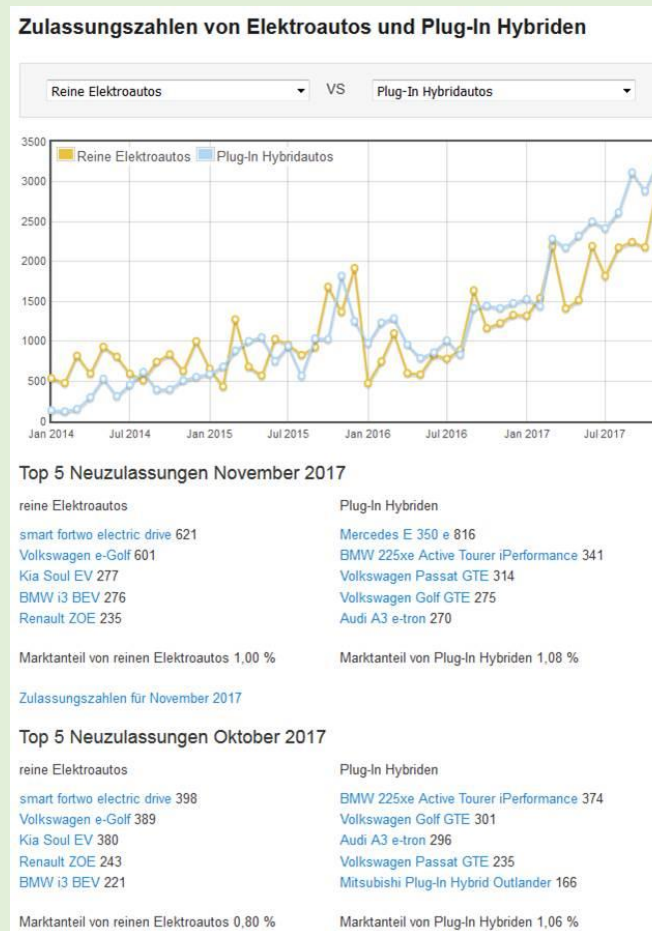 Zulassungszahlen von Elektroautos und Plug-In Hybriden
Reine Elektroautos VS Plug-In Hybridautos
3500
Reine Elektroautos Plug-In Hybridautos
3000
2500
2000
1500
1000
500
0
Jan 2014 Jul 2014 Jan 2015 Jul 2015 Jan 2016 Jul 2016 Jan 2017 Jul 2017
Top 5 Neuzulassungen November 2017
reine Elektroautos
smart fortwo electric drive 621
Volkswagen e-Golf 601
Kia Soul EV 277
BMW i3 BEV 276
Renault ZOE 235
Marktanteil von reinen Elektroautos 1,00 %
Plug-In Hybriden
Mercedes E 350 e 816
BMW 225xe Active Tourer iPerformance 341
Volkswagen Passat GTE 314
Volkswagen Golf GTE 275
Audi A3 e-tron 270
Marktanteil von Plug-In Hybriden 1,08 %
Zulassungszahlen für November 2017
Top 5 Neuzulassungen Oktober 2017
reine Elektroautos
smart fortwo electric drive 398
Volkswagen e-Golf 389
Kia Soul EV 380
Renault ZOE 243
BMW i3 BEV 221
Marktanteil von reinen Elektroautos 0,80 %
Plug-In Hybriden
BMW 225xe Active Tourer iPerformance 374
Volkswagen Golf GTE 301
Audi A3 e-tron 296
Volkswagen Passat GTE 235
Mitsubishi Plug-In Hybrid Outlander 166
Marktanteil von Plug-In Hybriden 1,06 %